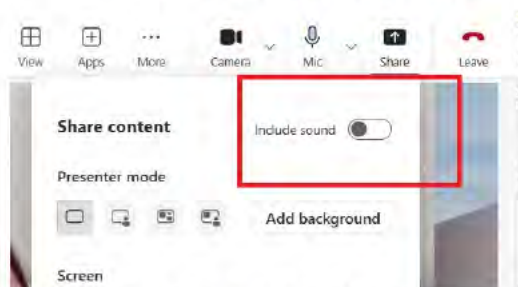 View Apps More Camera Mic Share Leave
Share content Include sound
Presenter mode
Add background
Screen